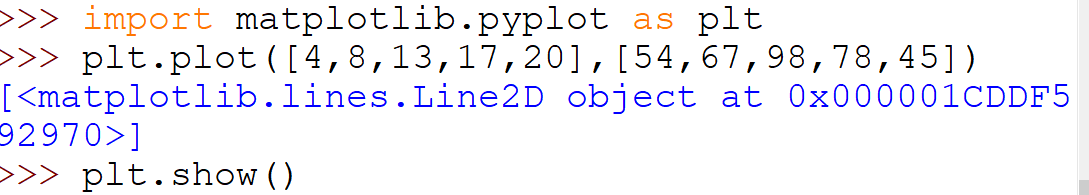 >>> import matplotlib.pyplot as plt
>>> plt.plot([4,8,13,17,20],[54,67,98,78,45])
[<matplotlib.lines.Line2D object at 0x000001CDDF5
92970>]
>>> plt.show()